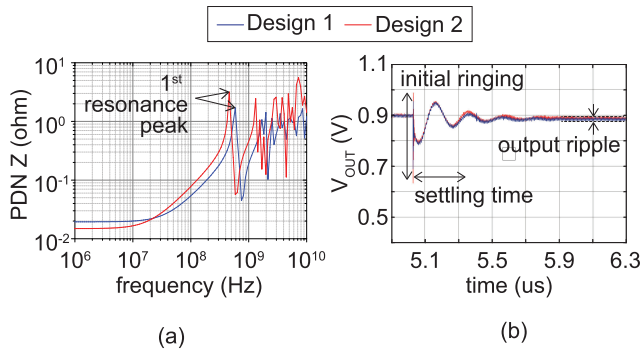 Design 1 Design 2
1st
resonance
peak
PDN Z (ohm)
10^1
10^0
10^-1
10^-2
10^6 10^7 10^8 10^9 10^10
frequency (Hz)
(a)
initial ringing
output ripple
settling time
V_OUT (V)
1.1
0.9
0.7
0.5
5.1 5.5 5.9 6.3
time (us)
(b)